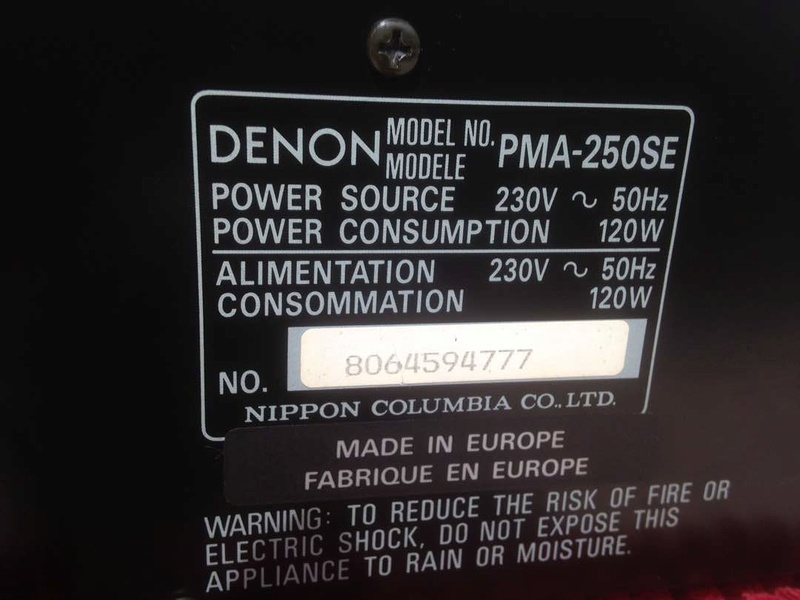 DENON MODEL NO. PMA-250SE
MODELE
POWER SOURCE 230V ~ 50Hz
POWER CONSUMPTION 120W
ALIMENTATION 230V ~ 50Hz
CONSOMMATION 120W
NO. 8064594777
NIPPON COLUMBIA CO., LTD.
MADE IN EUROPE
FABRIQUE EN EUROPE
WARNING: TO REDUCE THE RISK OF FIRE OR
ELECTRIC SHOCK, DO NOT EXPOSE THIS
APPLIANCE TO RAIN OR MOISTURE.